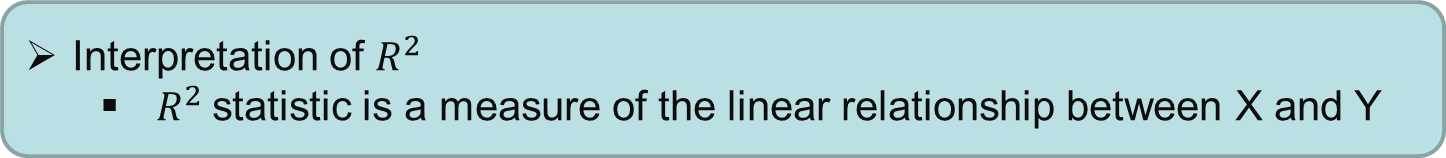 ➢ Interpretation of R²
▪ R² statistic is a measure of the linear relationship between X and Y